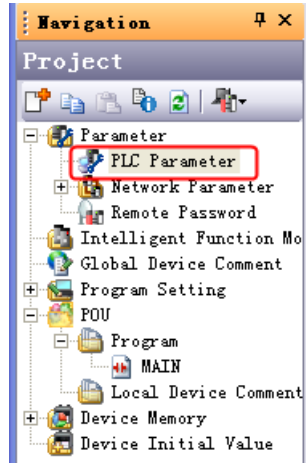 Navigation
Project
Parameter
PLC Parameter
Network Parameter
Remote Password
Intelligent Function Mo
Global Device Comment
Program Setting
POU
Program
MAIN
Local Device Comment
Device Memory
Device Initial Value